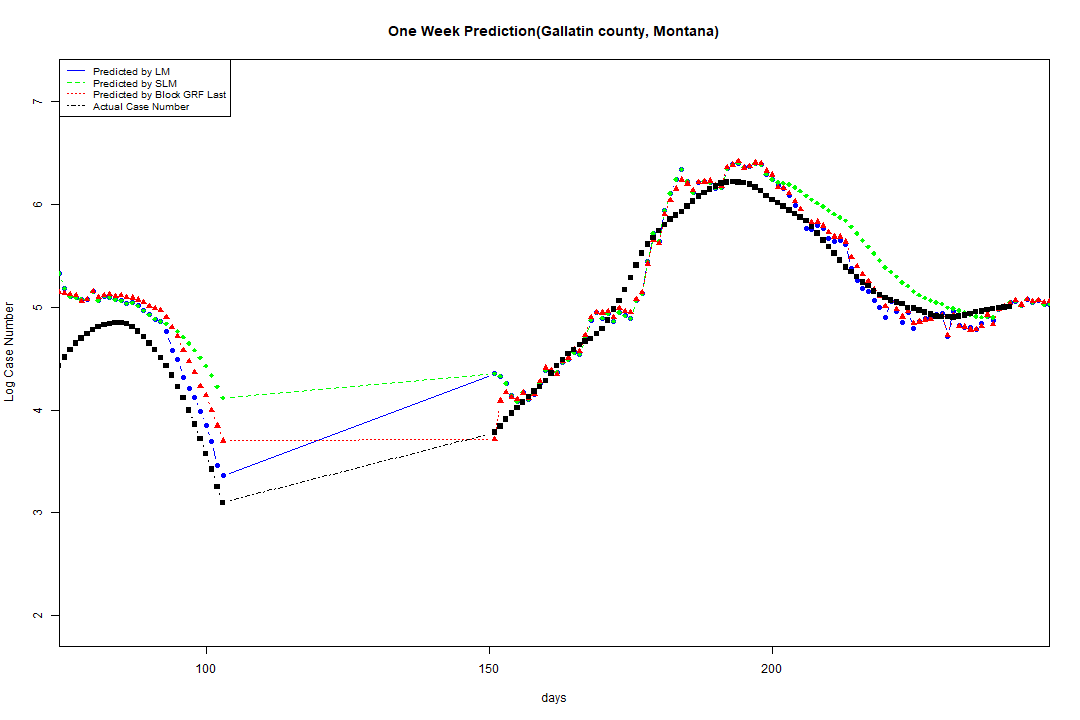 One Week Prediction(Gallatin county, Montana)
Predicted by LM
Predicted by SLM
Predicted by Block GRF Last
Actual Case Number
7
6
5
4
3
2
Log Case Number
100 150 200
days